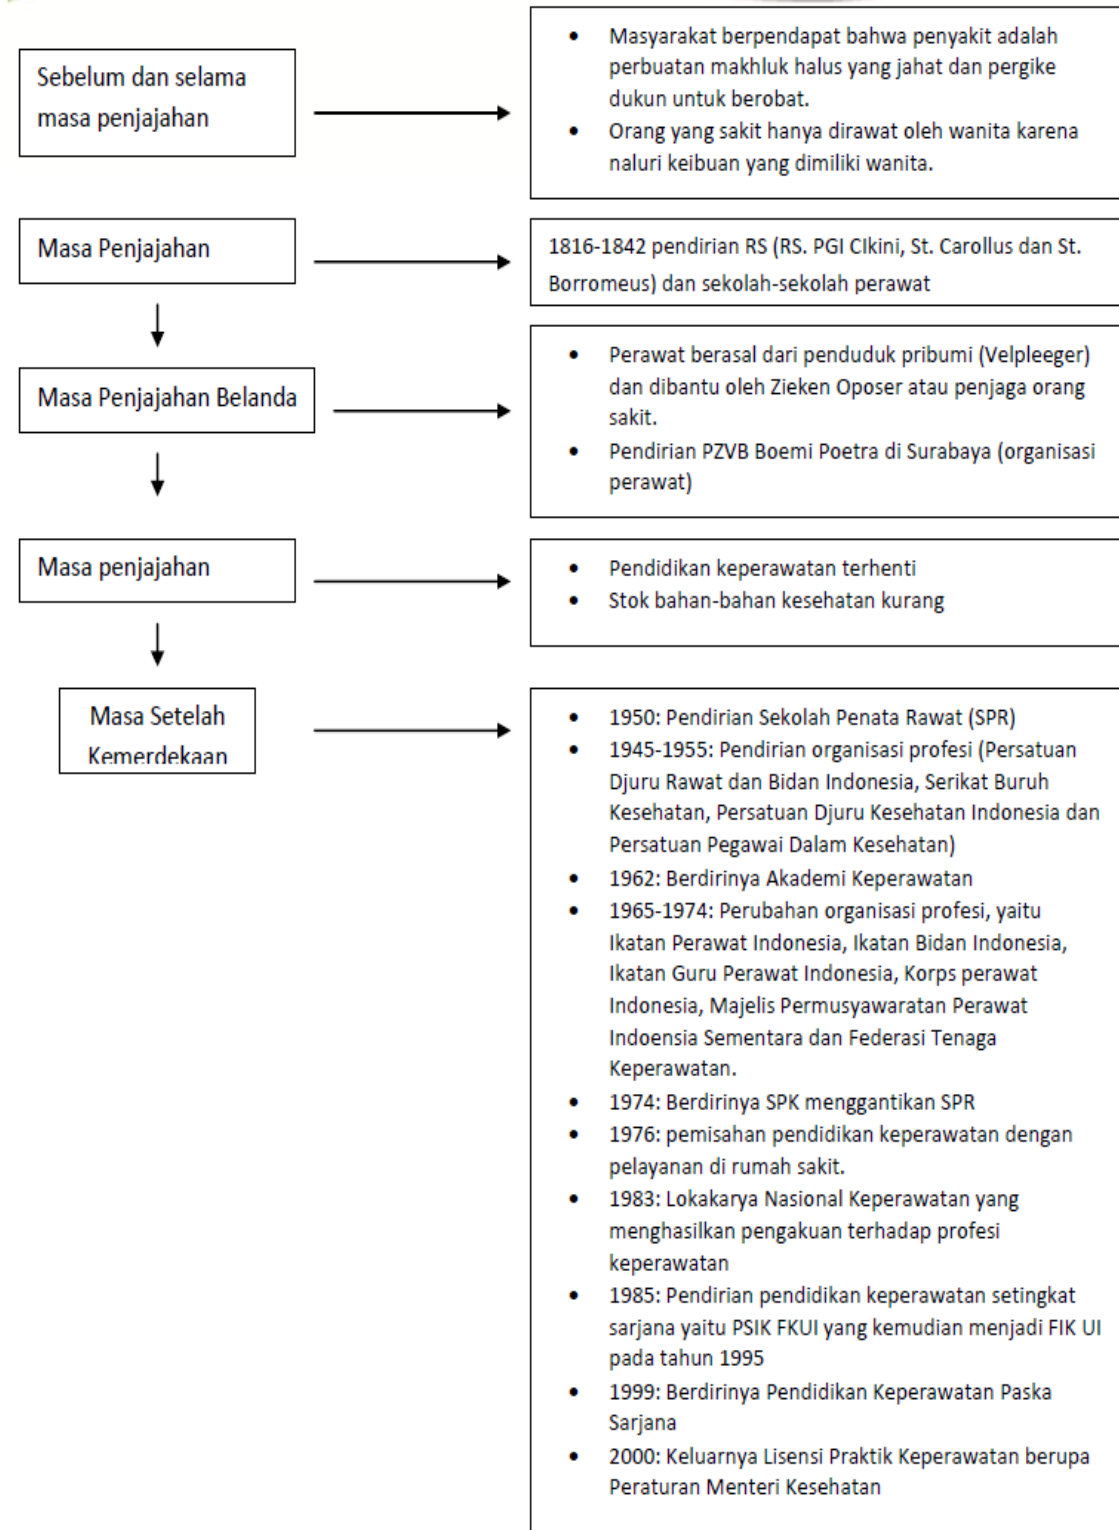 Sebelum dan selama
masa penjajahan
• Masyarakat berpendapat bahwa penyakit adalah
perbuatan makhluk halus yang jahat dan pergike
dukun untuk berobat.
• Orang yang sakit hanya dirawat oleh wanita karena
naluri keibuan yang dimiliki wanita.
Masa Penjajahan
1816-1842 pendirian RS (RS. PGI CIkini, St. Carollus dan St.
Borromeus) dan sekolah-sekolah perawat
Masa Penjajahan Belanda
• Perawat berasal dari penduduk pribumi (Velpleeger)
dan dibantu oleh Zieken Oposer atau penjaga orang
sakit.
• Pendirian PZVB Boemi Poetra di Surabaya (organisasi
perawat)
Masa penjajahan
• Pendidikan keperawatan terhenti
• Stok bahan-bahan kesehatan kurang
Masa Setelah
Kemerdekaan
• 1950: Pendirian Sekolah Penata Rawat (SPR)
• 1945-1955: Pendirian organisasi profesi (Persatuan
Djuru Rawat dan Bidan Indonesia, Serikat Buruh
Kesehatan, Persatuan Djuru Kesehatan Indonesia dan
Persatuan Pegawai Dalam Kesehatan)
• 1962: Berdirinya Akademi Keperawatan
• 1965-1974: Perubahan organisasi profesi, yaitu
Ikatan Perawat Indonesia, Ikatan Bidan Indonesia,
Ikatan Guru Perawat Indonesia, Korps perawat
Indonesia, Majelis Permusyawaratan Perawat
Indoensia Sementara dan Federasi Tenaga
Keperawatan.
• 1974: Berdirinya SPK menggantikan SPR
• 1976: pemisahan pendidikan keperawatan dengan
pelayanan di rumah sakit.
• 1983: Lokakarya Nasional Keperawatan yang
menghasilkan pengakuan terhadap profesi
keperawatan
• 1985: Pendirian pendidikan keperawatan setingkat
sarjana yaitu PSIK FKUI yang kemudian menjadi FIK UI
pada tahun 1995
• 1999: Berdirinya Pendidikan Keperawatan Paska
Sarjana
• 2000: Keluarnya Lisensi Praktik Keperawatan berupa
Peraturan Menteri Kesehatan